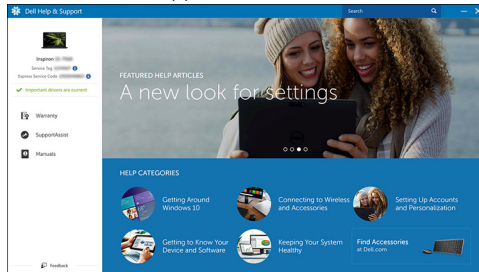 Dell Help & Support
Search
Inspiron
Service Tag
Express Service Code
Important drivers are current
Warranty
SupportAssist
Manuals
Feedback
FEATURED HELP ARTICLES
A new look for settings
HELP CATEGORIES
Getting Around
Windows 10
Connecting to Wireless
and Accessories
Setting Up Accounts
and Personalization
Getting to Know Your
Device and Software
Keeping Your System
Healthy
Find Accessories
at Dell.com